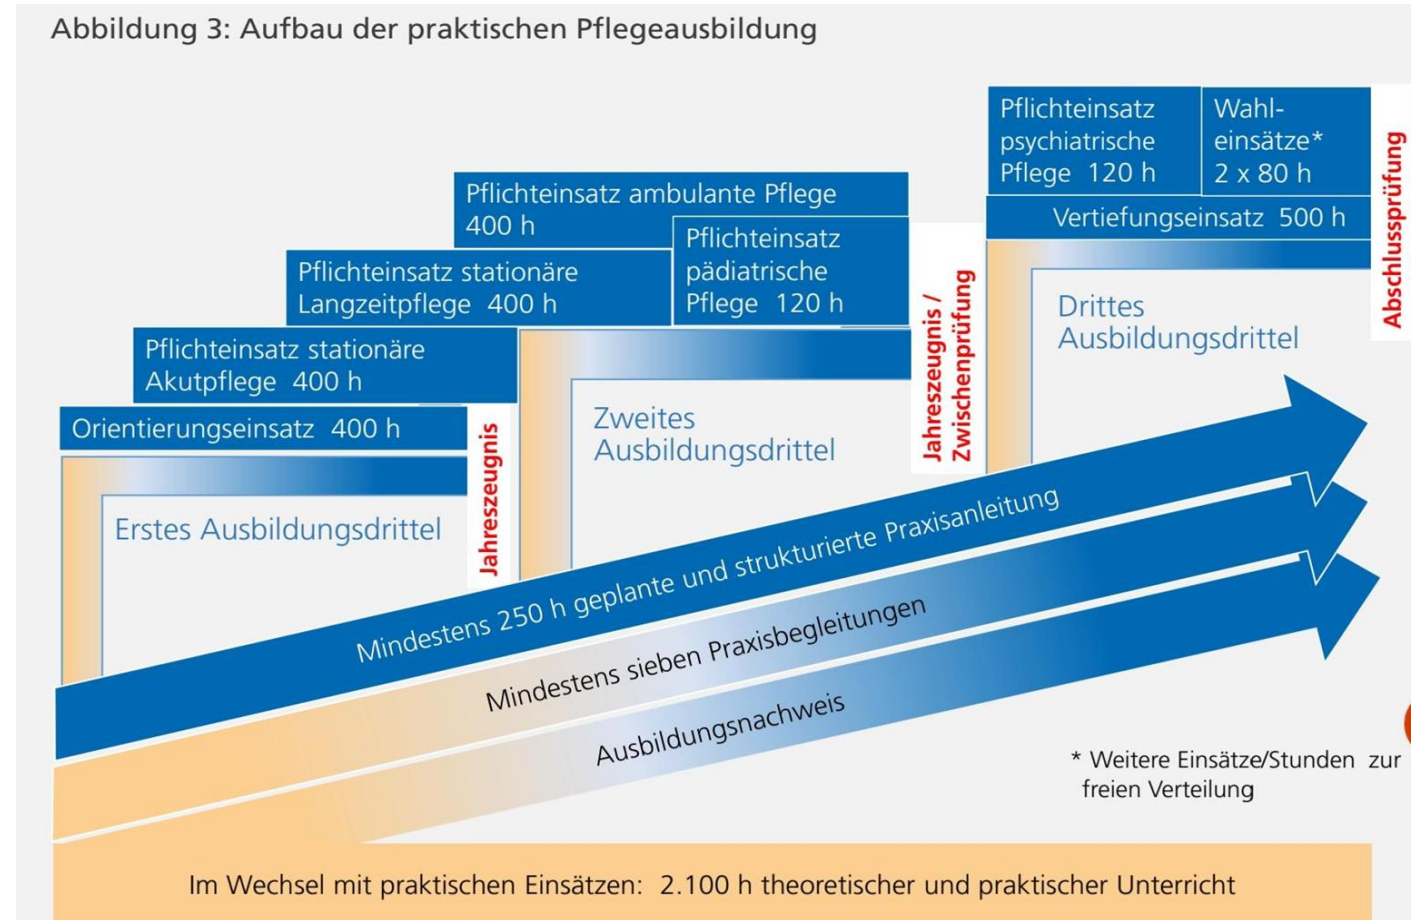 Abbildung 3: Aufbau der praktischen Pflegeausbildung
Pflichteinsatz
psychiatrische
Pflege 120 h
Wahl-
einsätze*
2 x 80 h
Vertiefungseinsatz 500 h
Abschlussprüfung
Pflichteinsatz ambulante Pflege
400 h
Pflichteinsatz
pädiatrische
Pflege 120 h
Pflichteinsatz stationäre
Langzeitpflege 400 h
Pflichteinsatz stationäre
Akutpflege 400 h
Orientierungseinsatz 400 h
Erstes Ausbildungsdrittel
Jahreszeugnis
Zweites
Ausbildungsdrittel
Jahreszeugnis /
Zwischenprüfung
Drittes
Ausbildungsdrittel
Mindestens 250 h geplante und strukturierte Praxisanleitung
Mindestens sieben Praxisbegleitungen
Ausbildungsnachweis
* Weitere Einsätze/Stunden zur
freien Verteilung
Im Wechsel mit praktischen Einsätzen: 2.100 h theoretischer und praktischer Unterricht